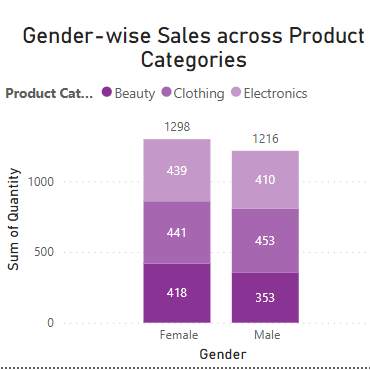 Gender-wise Sales across Product
Categories
Product Cat... Beauty Clothing Electronics
1298
1216
439
410
441
453
418
353
1000
500
0
Sum of Quantity
Female Male
Gender